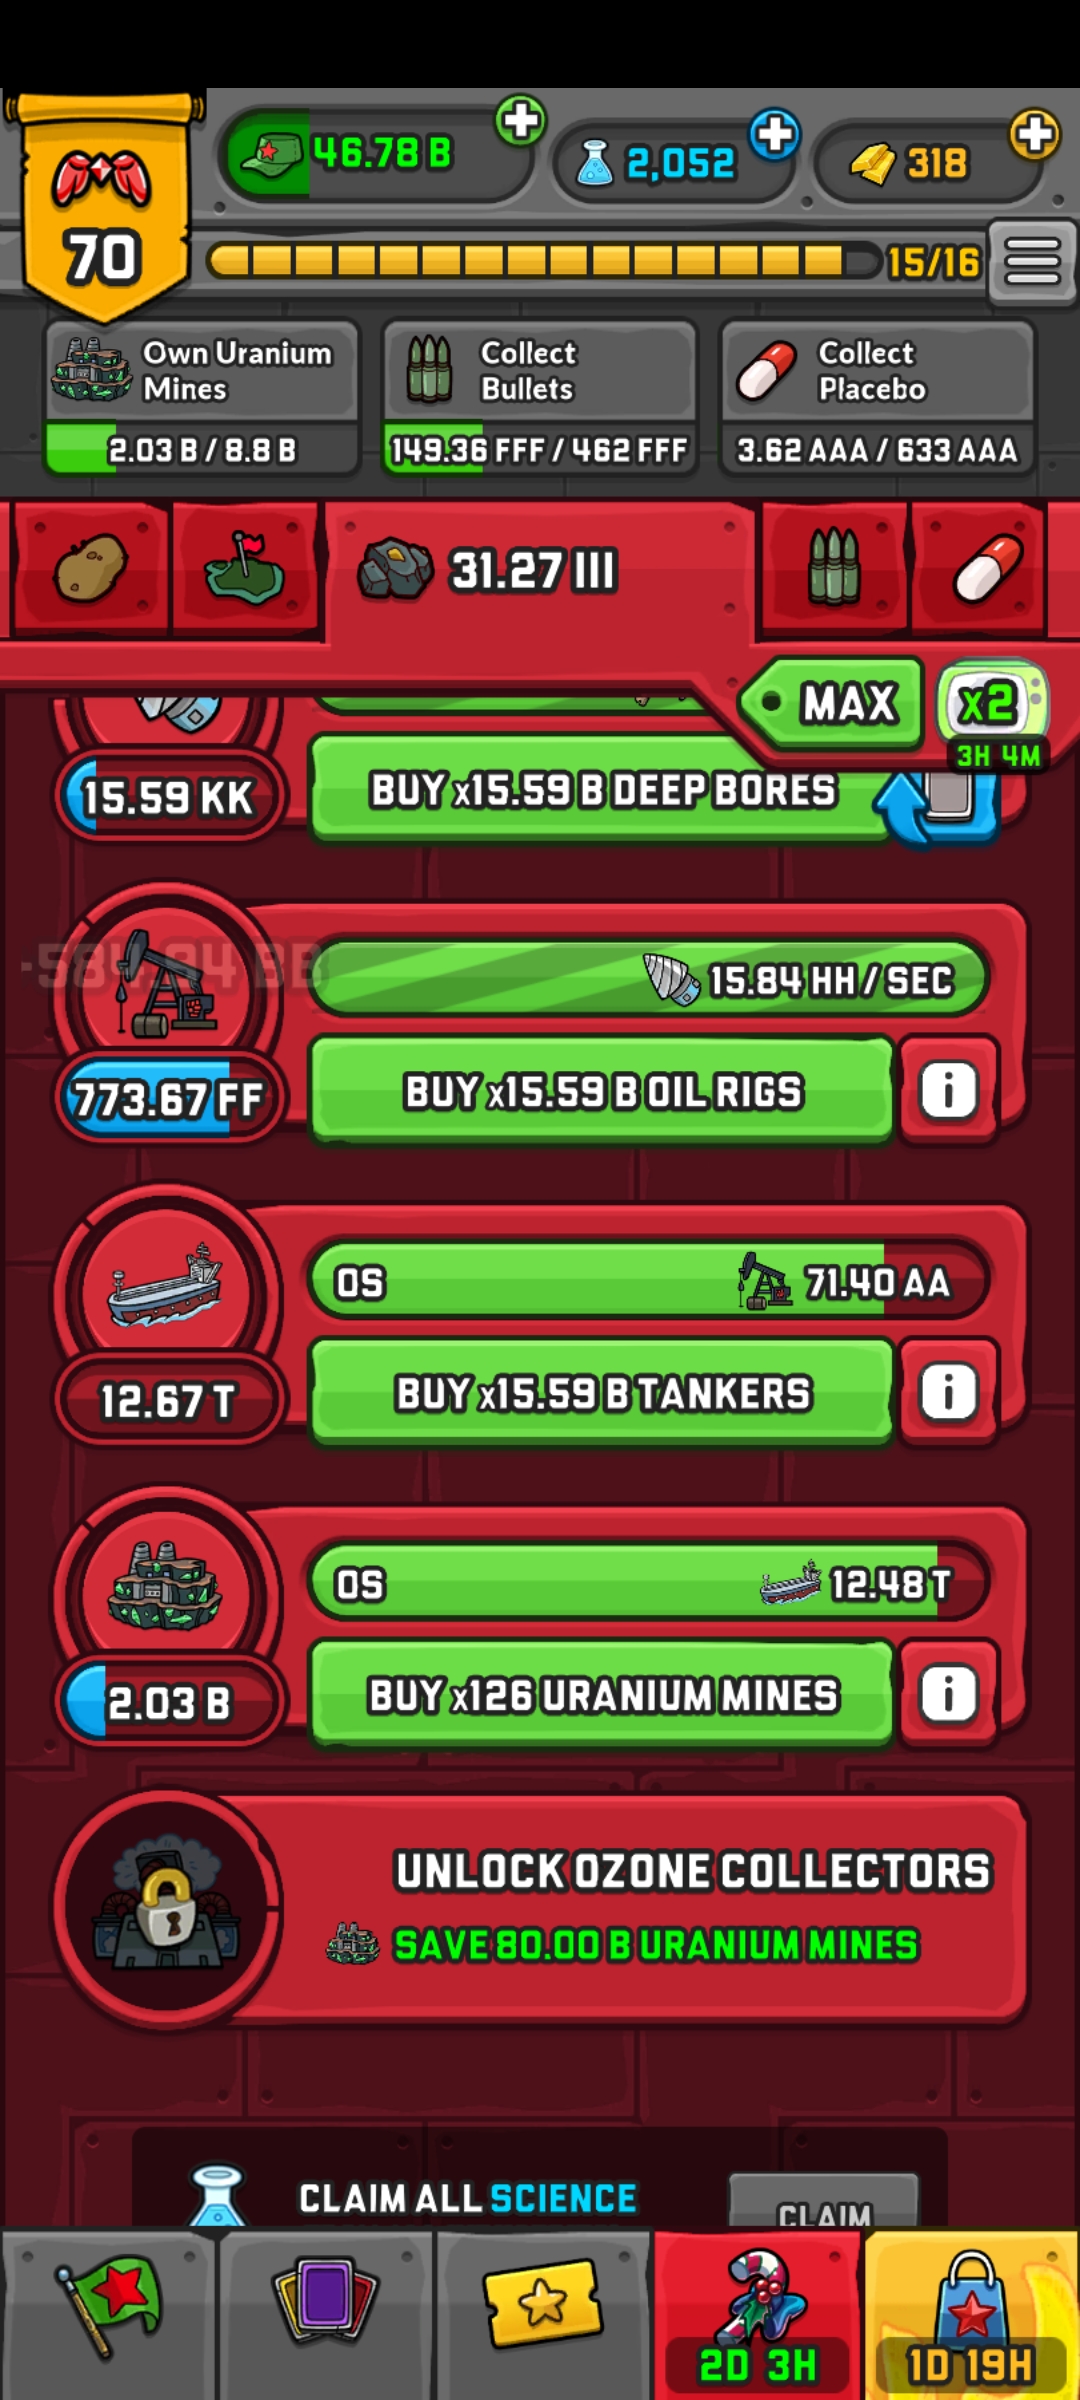 46.78 B
2,052
318
70
15/16
Own Uranium
Mines
2.03 B / 8.8 B
Collect
Bullets
149.36 FFF / 462 FFF
Collect
Placebo
3.62 AAA / 633 AAA
31.27 III
MAX
x2
3H 4M
15.59 KK
BUY x15.59 B DEEP BORES
-584.94 BB
15.84 HH / SEC
773.67 FF
BUY x15.59 B OIL RIGS
i
0S
71.40 AA
12.67 T
BUY x15.59 B TANKERS
i
0S
12.48 T
2.03 B
BUY x126 URANIUM MINES
i
UNLOCK OZONE COLLECTORS
SAVE 80.00 B URANIUM MINES
CLAIM ALL SCIENCE
CLAIM
2D 3H
1D 19H